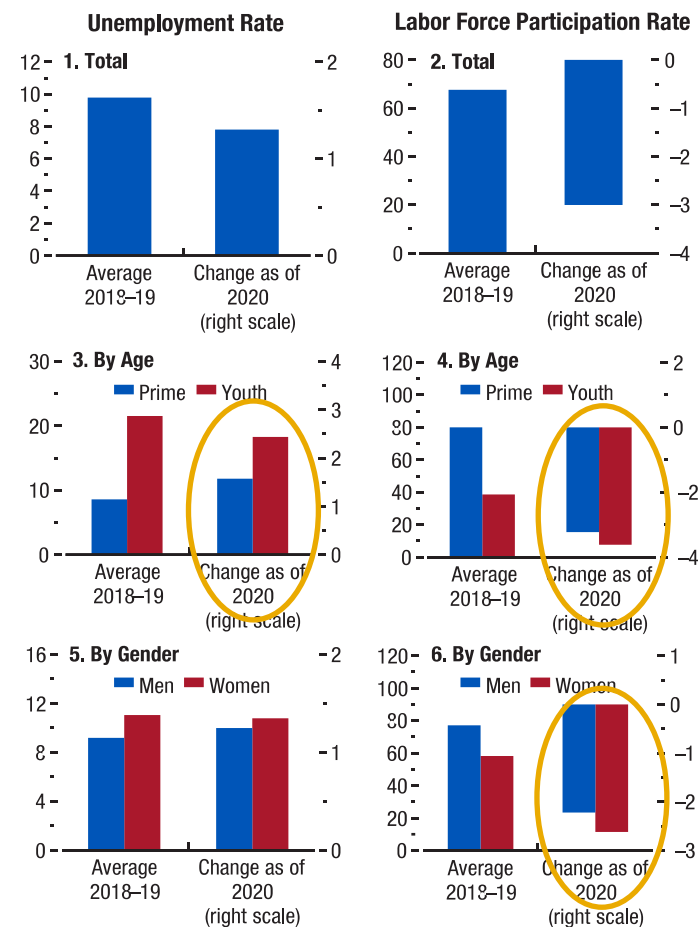 Unemployment Rate
Labor Force Participation Rate
1. Total
12
10
8
6
4
2
0
2
1
0
Average
2018–19
Change as of
2020
(right scale)
2. Total
80
60
40
20
0
0
–1
–2
–3
–4
Average
2018–19
Change as of
2020
(right scale)
3. By Age
Prime Youth
30
20
10
0
4
3
2
1
0
Average
2018–19
Change as of
2020
(right scale)
4. By Age
Prime Youth
120
100
80
60
40
20
0
2
0
–2
–4
Average
2018–19
Change as of
2020
(right scale)
5. By Gender
Men Women
16
12
8
4
0
2
1
0
Average
2018–19
Change as of
2020
(right scale)
6. By Gender
Men Women
120
100
80
60
40
20
0
1
0
–1
–2
–3
Average
2018–19
Change as of
2020
(right scale)